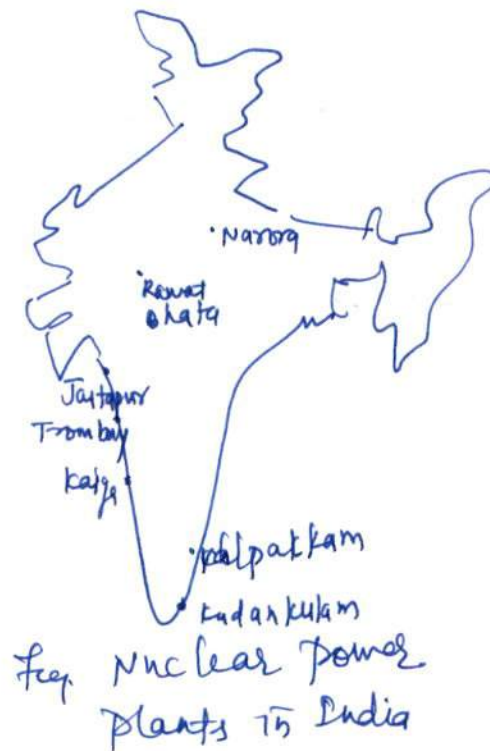 Narora
Rawat
bhata
Jaitapur
Trombay
Kaiga
Kalpakkam
Kudankulam
Fig. Nuclear Power
Plants in India